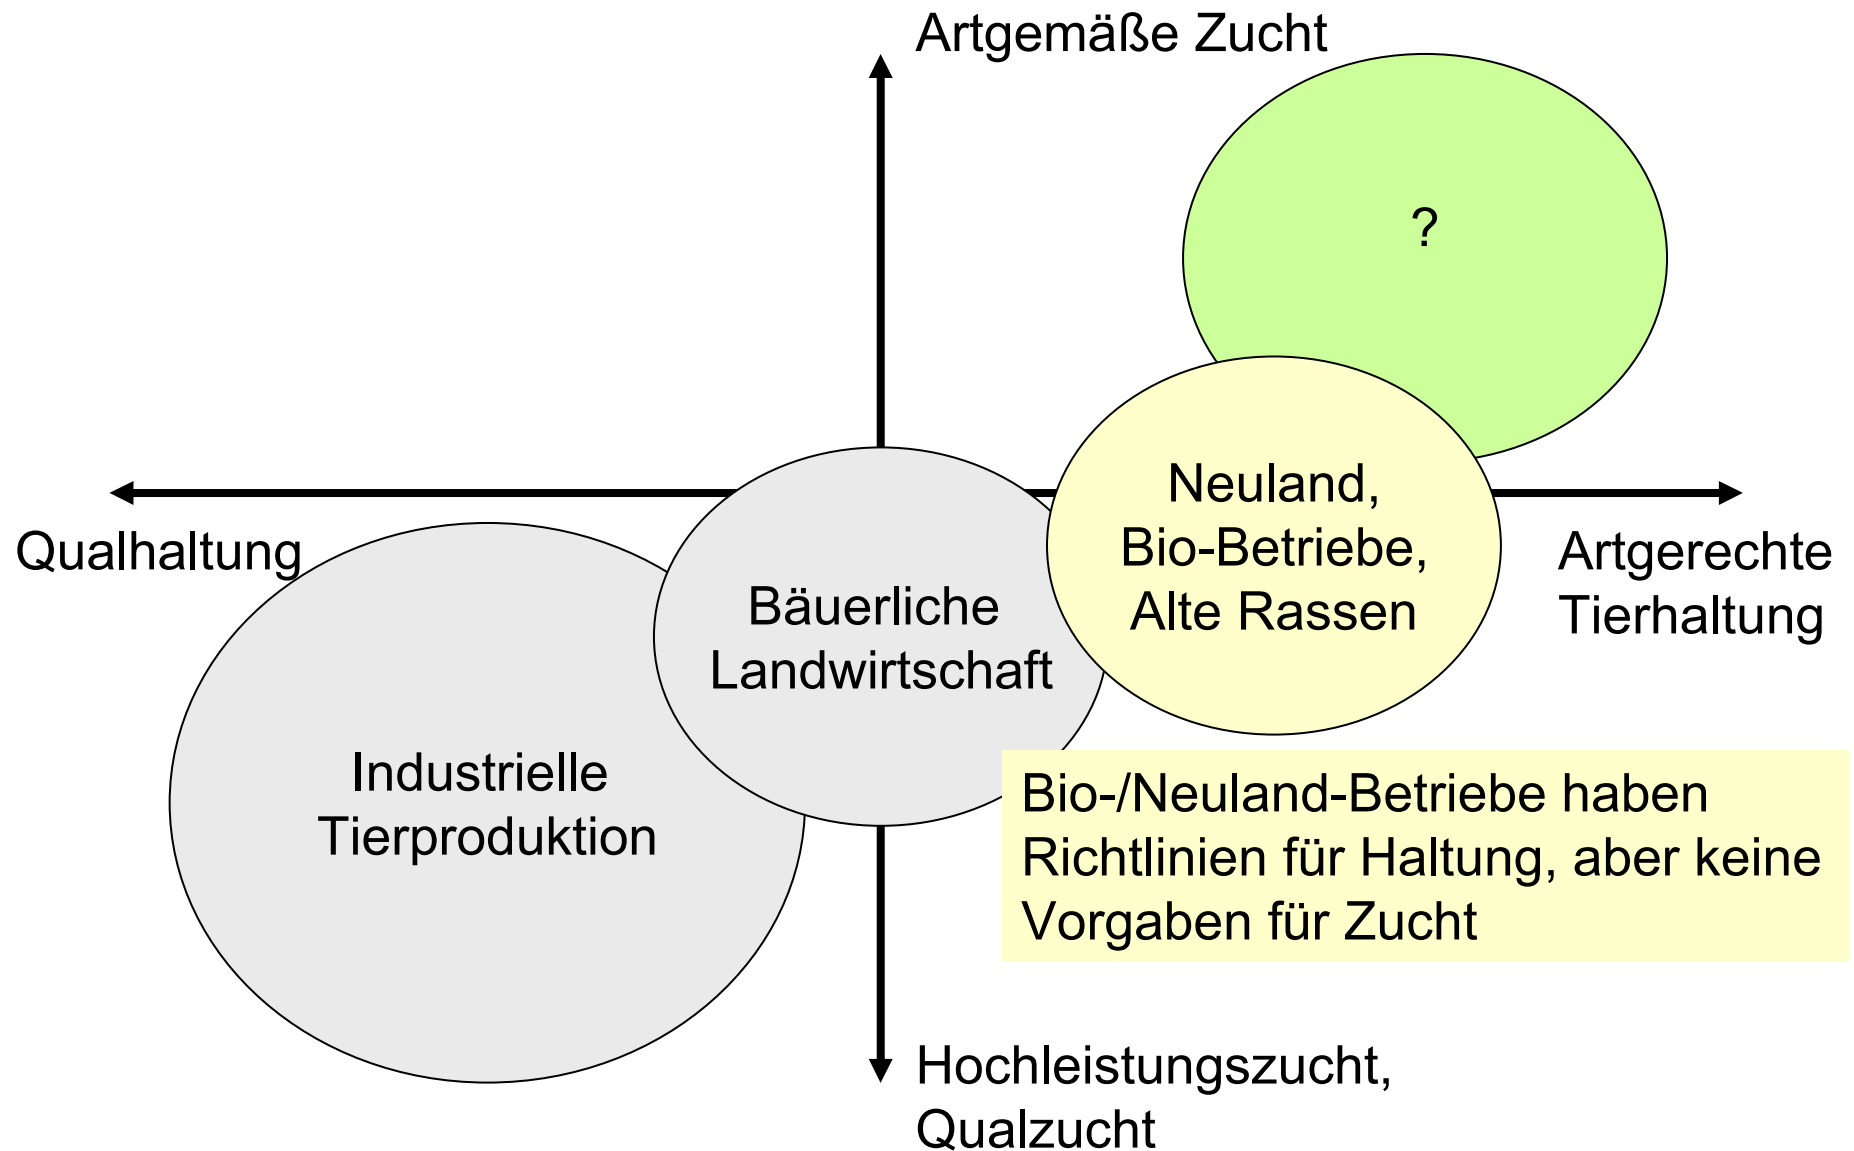 Artgemäße Zucht
?
Qualhaltung
Artgerechte
Tierhaltung
Neuland,
Bio-Betriebe,
Alte Rassen
Bäuerliche
Landwirtschaft
Industrielle
Tierproduktion
Bio-/Neuland-Betriebe haben
Richtlinien für Haltung, aber keine
Vorgaben für Zucht
Hochleistungszucht,
Qualzucht